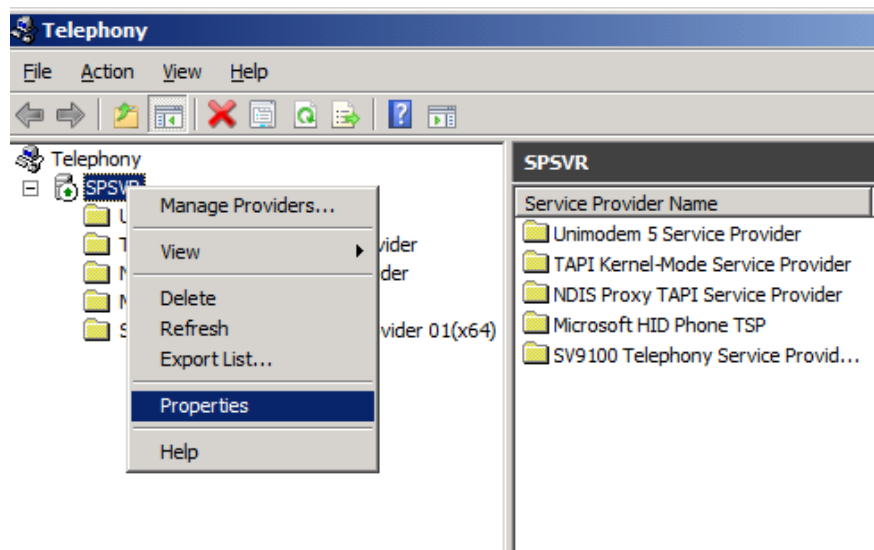 Telephony
File Action View Help
Telephony
SPSVR
Manage Providers...
View
Delete
Refresh
Export List...
Properties
Help
vider
der
vider 01(x64)
SPSVR
Service Provider Name
Unimodem 5 Service Provider
TAPI Kernel-Mode Service Provider
NDIS Proxy TAPI Service Provider
Microsoft HID Phone TSP
SV9100 Telephony Service Provid...